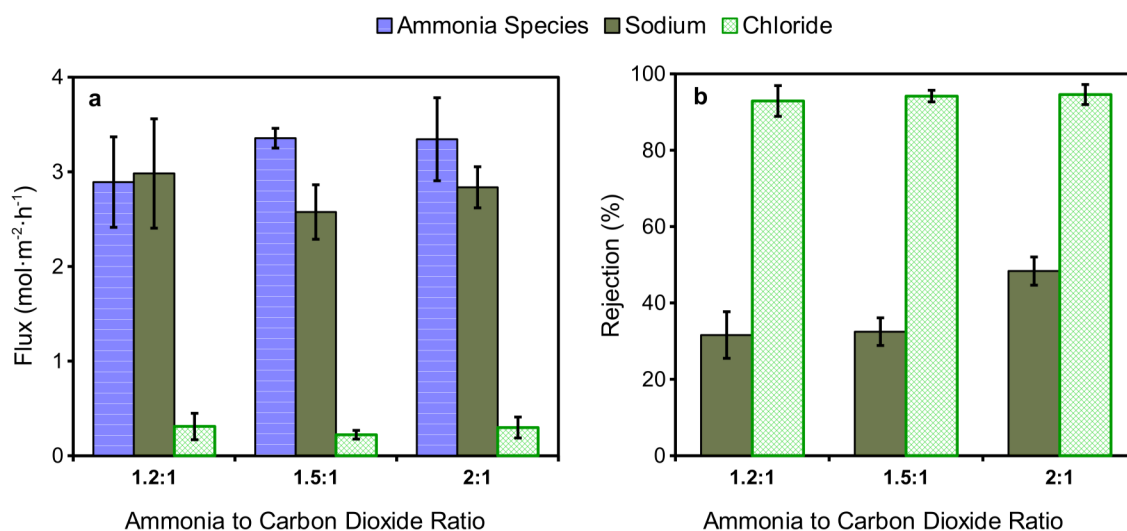 Ammonia Species Sodium Chloride
a
Flux (mol·m⁻²·h⁻¹)
4
3
2
1
0
1.2:1 1.5:1 2:1
Ammonia to Carbon Dioxide Ratio
b
Rejection (%)
100
80
60
40
20
0
1.2:1 1.5:1 2:1
Ammonia to Carbon Dioxide Ratio